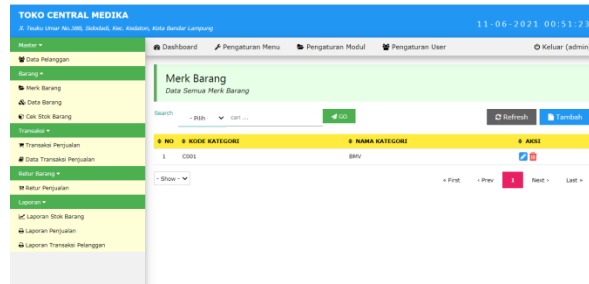 TOKO CENTRAL MEDIKA
Jl. Teuku Umar No.388, Sidodadi, Kec. Kedaton, Kota Bandar Lampung
11-06-2021 00:51:23
Master
Dashboard Pengaturan Menu Pengaturan Modul Pengaturan User Keluar (admin
Data Pelanggan
Barang
Merk Barang
Data Barang
Cek Stok Barang
Transaksi
Transaksi Penjualan
Data Transaksi Penjualan
Retur Barang
Retur Penjualan
Laporan
Laporan Stok Barang
Laporan Penjualan
Laporan Transaksi Pelanggan
Merk Barang
Data Semua Merk Barang
Search - Pilih cari ... GO Refresh Tambah
NO KODE KATEGORI NAMA KATEGORI AKSI
1 C001 BMV
- Show - « First ‹ Prev 1 Next › Last »